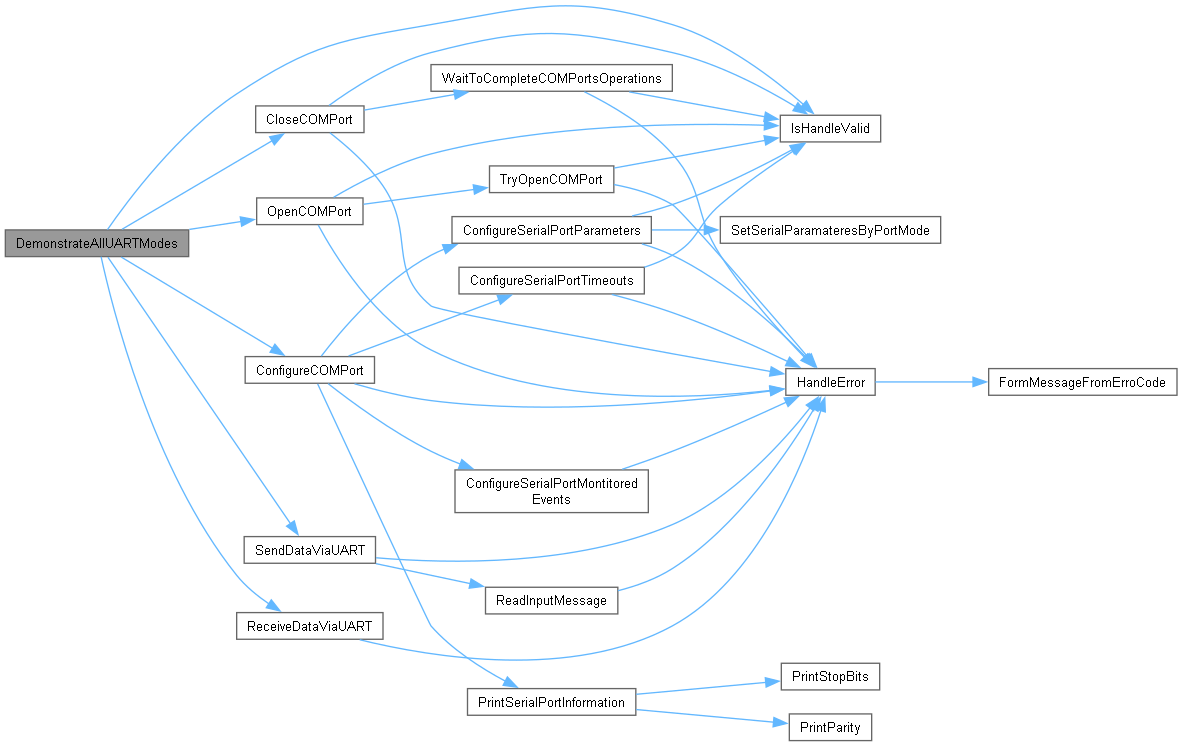 DemonstrateAllUARTModes
CloseCOMPort
OpenCOMPort
ConfigureCOMPort
SendDataViaUART
ReceiveDataViaUART
WaitToCompleteCOMPortsOperations
TryOpenCOMPort
ConfigureSerialPortParameters
ConfigureSerialPortTimeouts
ConfigureSerialPortMontitored
Events
ReadInputMessage
PrintSerialPortInformation
IsHandleValid
SetSerialParamateresByPortMode
HandleError
PrintStopBits
PrintParity
FormMessageFromErroCode